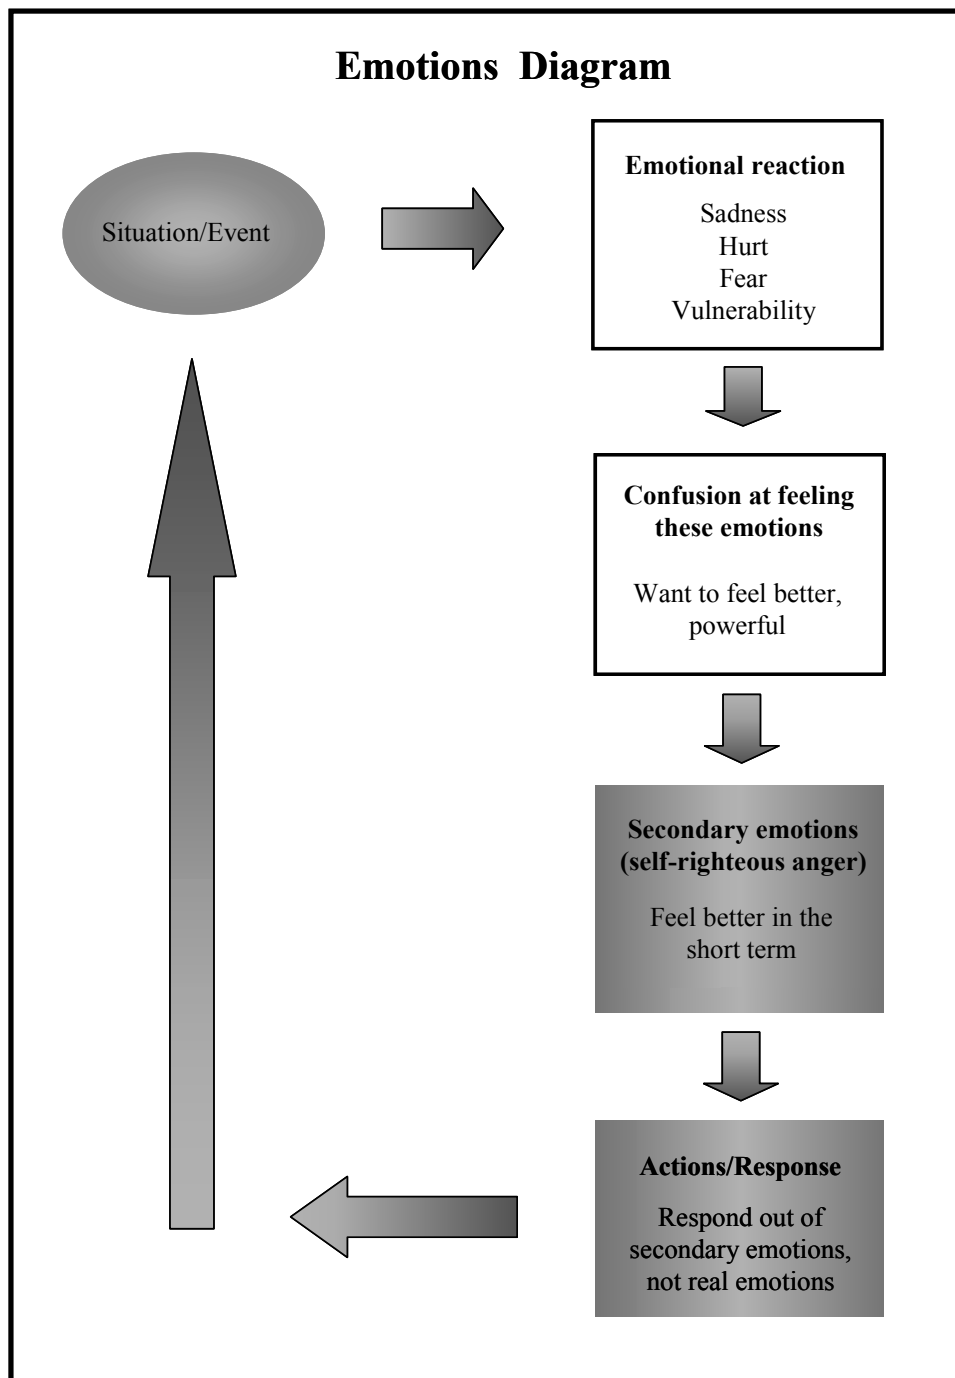 Emotions Diagram
Situation/Event
Emotional reaction
Sadness
Hurt
Fear
Vulnerability
Confusion at feeling
these emotions
Want to feel better,
powerful
Secondary emotions
(self-righteous anger)
Feel better in the
short term
Actions/Response
Respond out of
secondary emotions,
not real emotions